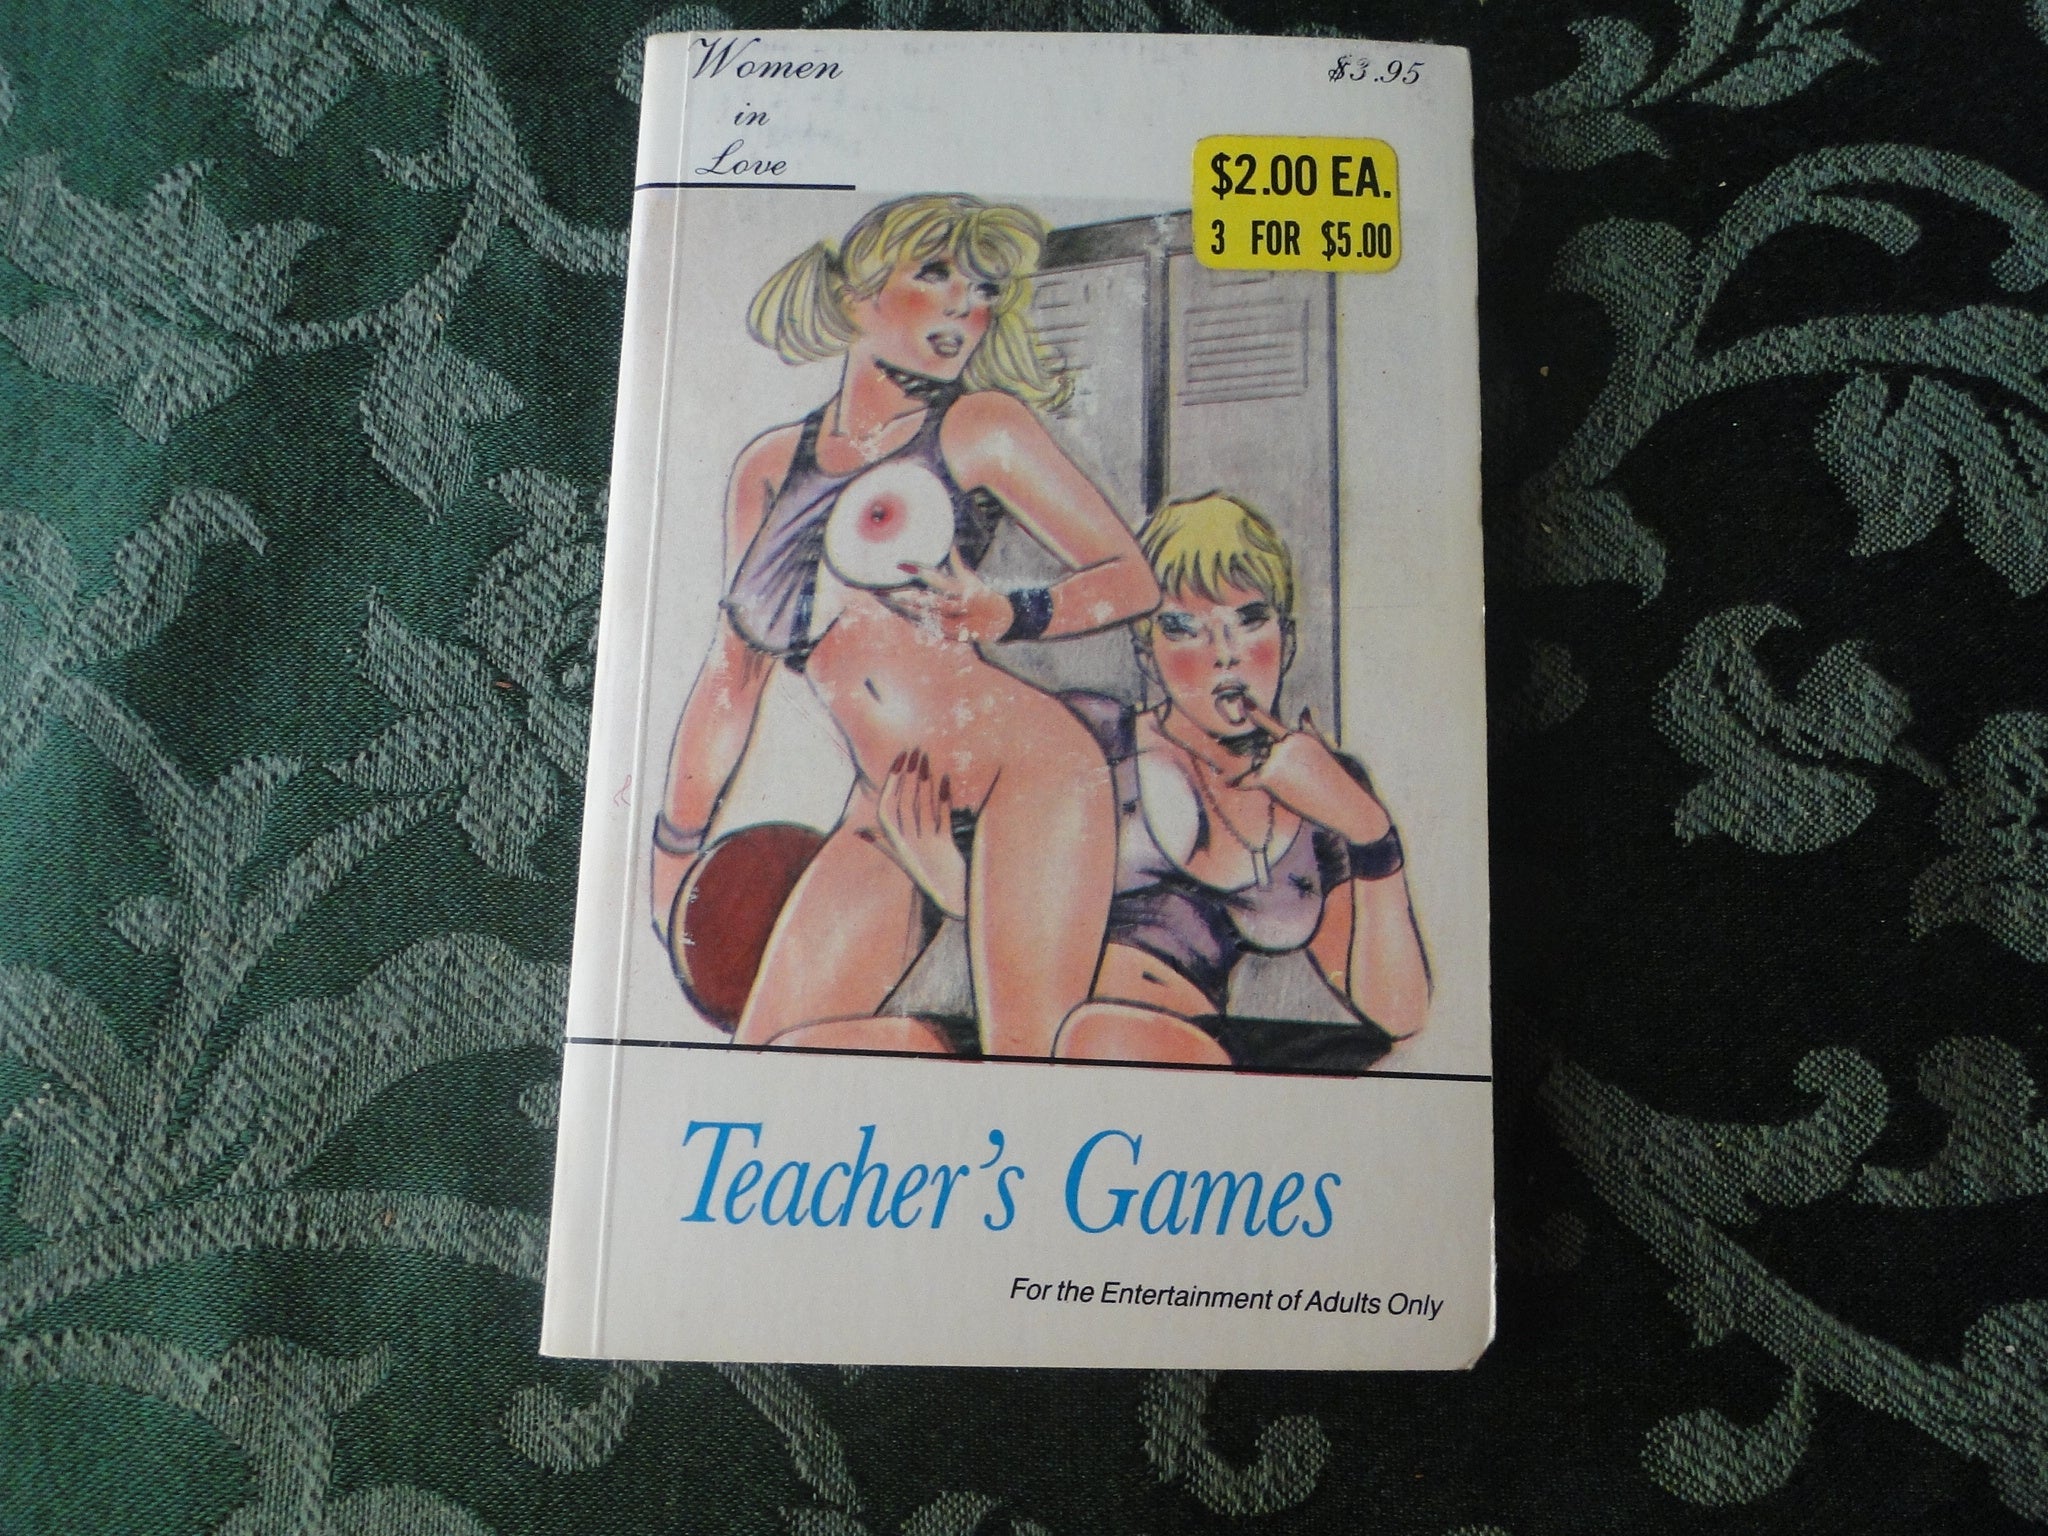 Women
in
Love
$3.95
$2.00 EA.
3 FOR $5.00
Teacher's Games
For the Entertainment of Adults Only